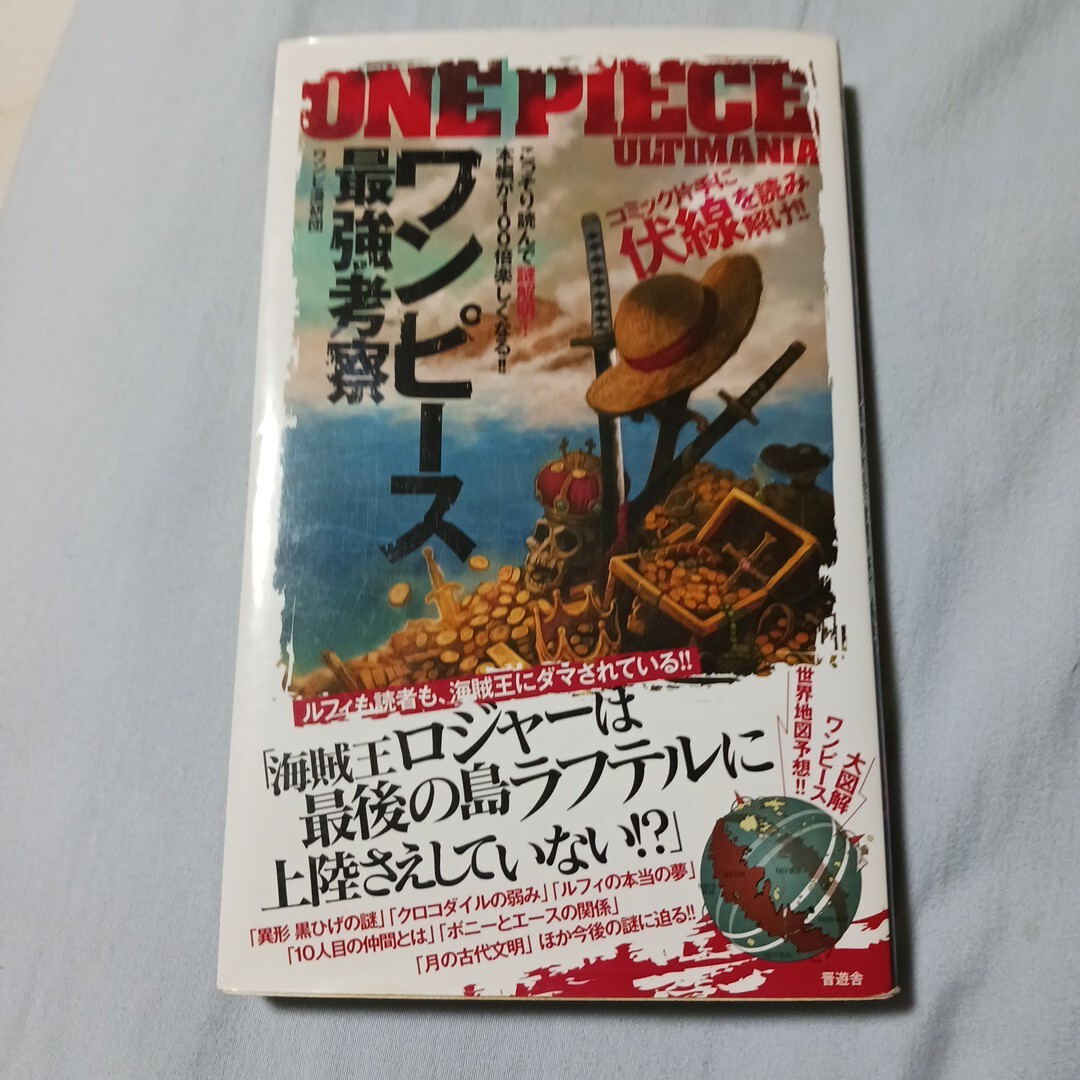 ONE PIECE
ULTIMANIA
コミック片手に
伏線を読み
解け!!
こっそり読んで謎解明!
本編が100倍楽しくなる!!
ワンピース
最強考察
ルフィも読者も、海賊王にダマされている!!
「海賊王ロジャーは
最後の島ラフテルに
上陸さえしていない!?」
大図解
ワンピース
世界地図予想!!
「異形 黒ひげの謎」「クロコダイルの弱み」「ルフィの本当の夢」
「10人目の仲間とは」「ボニーとエースの関係」
「月の古代文明」ほか今後の謎に迫る!!
晋遊舎